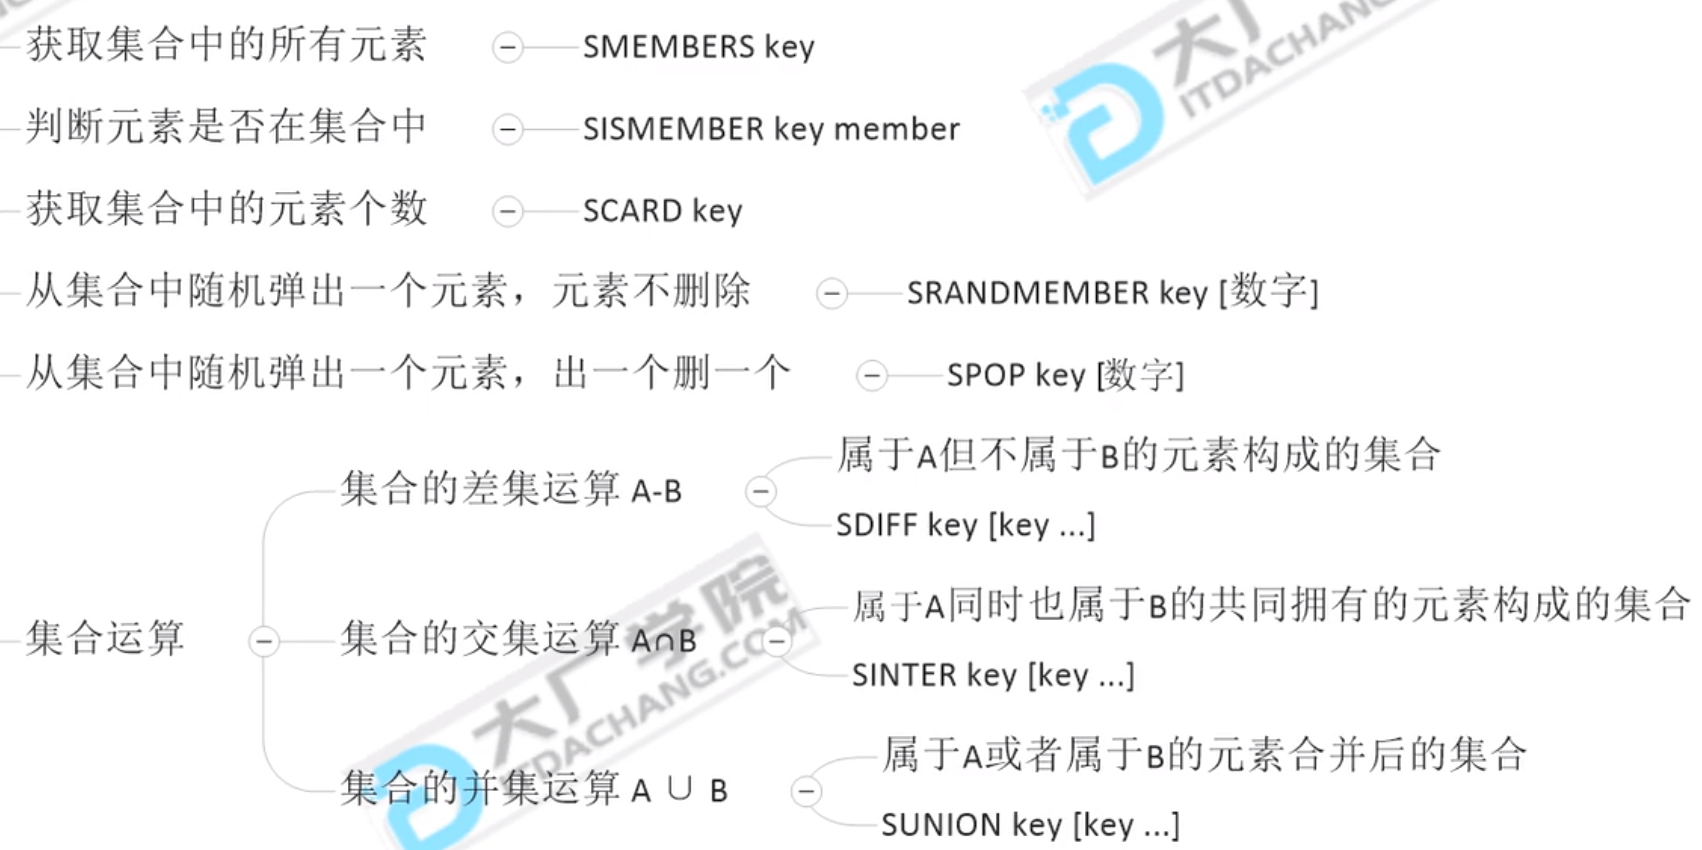 获取集合中的所有元素 SMEMBERS key
判断元素是否在集合中 SISMEMBER key member
获取集合中的元素个数 SCARD key
从集合中随机弹出一个元素，元素不删除 SRANDMEMBER key [数字]
从集合中随机弹出一个元素，出一个删一个 SPOP key [数字]
集合运算
集合的差集运算 A-B
属于A但不属于B的元素构成的集合
SDIFF key [key ...]
集合的交集运算 A∩B
属于A同时也属于B的共同拥有的元素构成的集合
SINTER key [key ...]
集合的并集运算 A ∪ B
属于A或者属于B的元素合并后的集合
SUNION key [key ...]
大厂
ITDACHANG
大厂学院
ITDACHANG.COM